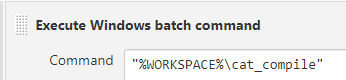 Execute Windows batch command
Command "%WORKSPACE%\cat_compile"